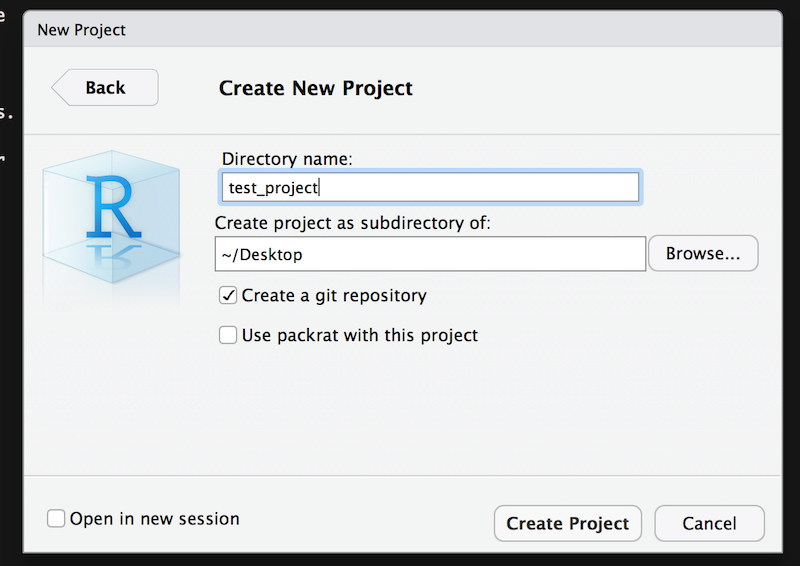 e
New Project
Back
Create New Project
s.
r
Directory name:
R
test_project
Create project as subdirectory of:
~/Desktop
Browse...
Create a git repository
Use packrat with this project
Open in new session
Create Project
Cancel